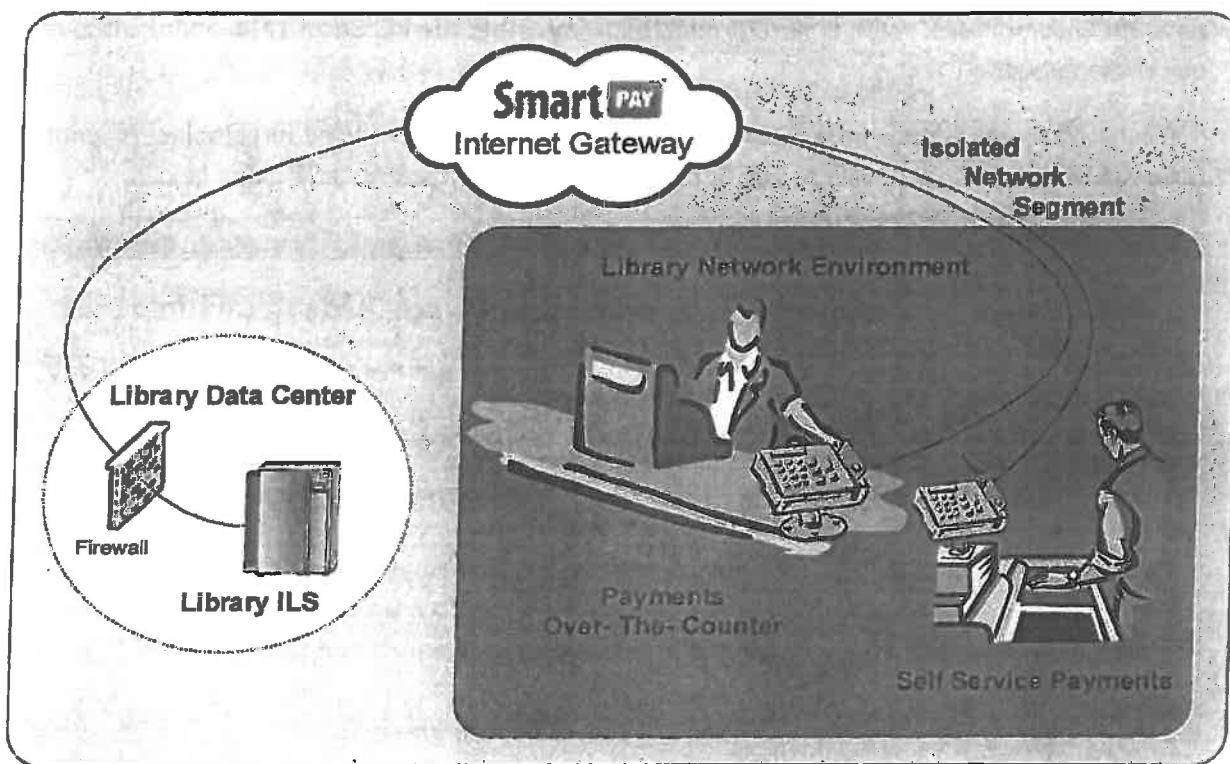 Smart PAY
Internet Gateway
Isolated
Network
Segment
Library Network Environment
Library Data Center
Firewall
Library ILS
Payments
Over- The- Counter
Self Service Payments